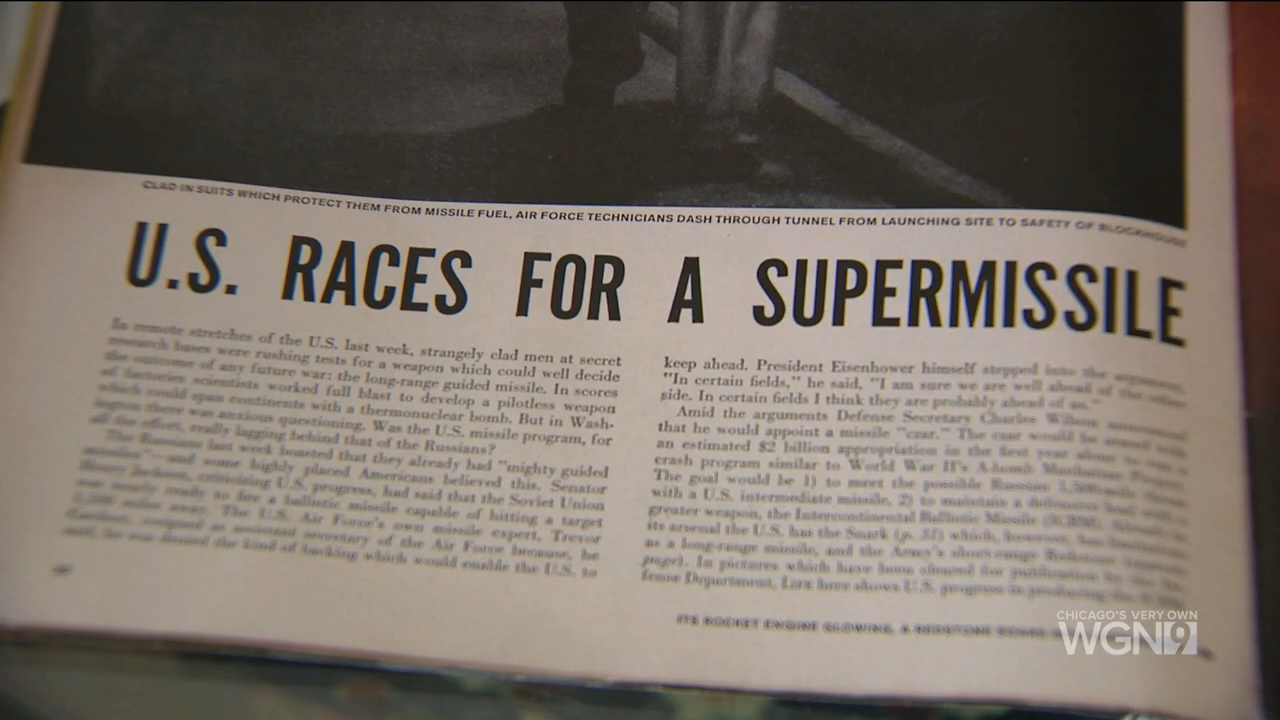 CLAD IN SUITS WHICH PROTECT THEM FROM MISSILE FUEL, AIR FORCE TECHNICIANS DASH THROUGH TUNNEL FROM LAUNCHING SITE TO SAFETY OF BLOCKHOUSE
U.S. RACES FOR A SUPERMISSILE
In remote stretches of the U.S. last week, strangely clad men at secret
research bases were rushing tests for a weapon which could well decide
the outcome of any future war: the long-range guided missile. In scores
of factories scientists worked full blast to develop a pilotless weapon
which could span continents with a thermonuclear bomb. But in Wash-
ington there was anxious questioning. Was the U.S. missile program, for
all the effort, really lagging behind that of the Russians?
The Russians last week boasted that they already had "mighty guided
missiles"—and some highly placed Americans believed this. Senator
Henry Jackson, criticizing U.S. progress, had said that the Soviet Union
was nearly ready to fire a ballistic missile capable of hitting a target
1,500 miles away. The U.S. Air Force's own missile expert, Trevor
Gardner, resigned as assistant secretary of the Air Force because, he
said, he was denied the kind of backing which would enable the U.S. to
keep ahead. President Eisenhower himself stepped into the argument.
"In certain fields," he said, "I am sure we are well ahead of the other
side. In certain fields I think they are probably ahead of us."
Amid the arguments Defense Secretary Charles Wilson announced
that he would appoint a missile "czar." The czar would be armed with
an estimated $2 billion appropriation in the first year
crash program similar to World War II's A-bomb Manhattan
The goal would be 1) to meet the possible Russian 1,500-mile
with a U.S. intermediate missile, 2) to maintain a
greater weapon, the Intercontinental Ballistic Missile (ICBM).
its arsenal the U.S. has the Snark (p. 31) which, however, has
as a long-range missile, and the Army's short-range Redstone
page). In pictures which have been cleared for publication by the De-
fense Department, LIFE here shows U.S. progress in producing the
ITS ROCKET ENGINE GLOWING, A REDSTONE
CHICAGO'S VERY OWN
WGN9